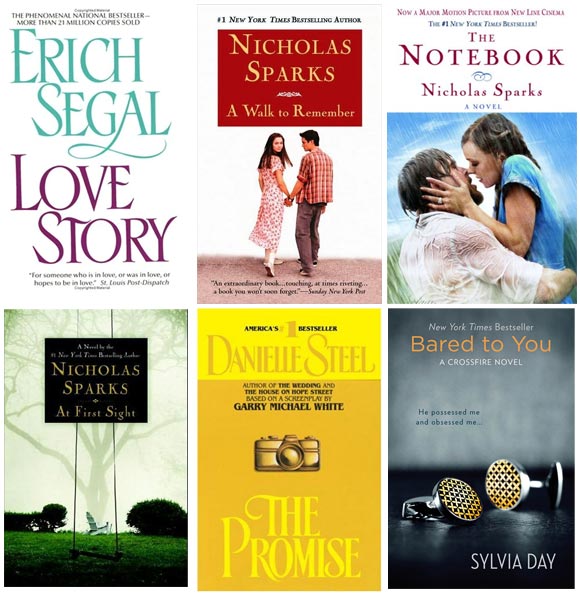 THE PHENOMENAL NATIONAL BESTSELLER—
MORE THAN 21 MILLION COPIES SOLD
ERICH
SEGAL
LOVE
STORY
"For someone who is in love, or was in love, or
hopes to be in love." St. Louis Post-Dispatch
Copyrighted Material
#1 NEW YORK TIMES BESTSELLING AUTHOR
NICHOLAS
SPARKS
A Walk to Remember
"An extraordinary book...touching, at times riveting...
a book you won't soon forget."—Sunday New York Post
NOW A MAJOR MOTION PICTURE FROM NEW LINE CINEMA
THE #1 NEW YORK TIMES BESTSELLER!
THE
NOTEBOOK
Nicholas Sparks
A NOVEL
A Novel by the
#1 New York Times Bestselling Author
NICHOLAS
SPARKS
At First Sight
AMERICA'S #1 BESTSELLER
DANIELLE STEEL
AUTHOR OF THE WEDDING AND
THE HOUSE ON HOPE STREET
BASED ON A SCREENPLAY BY
GARRY MICHAEL WHITE
THE
PROMISE
New York Times Bestseller
Bared to You
A CROSSFIRE NOVEL
He possessed me
and obsessed me...
SYLVIA DAY